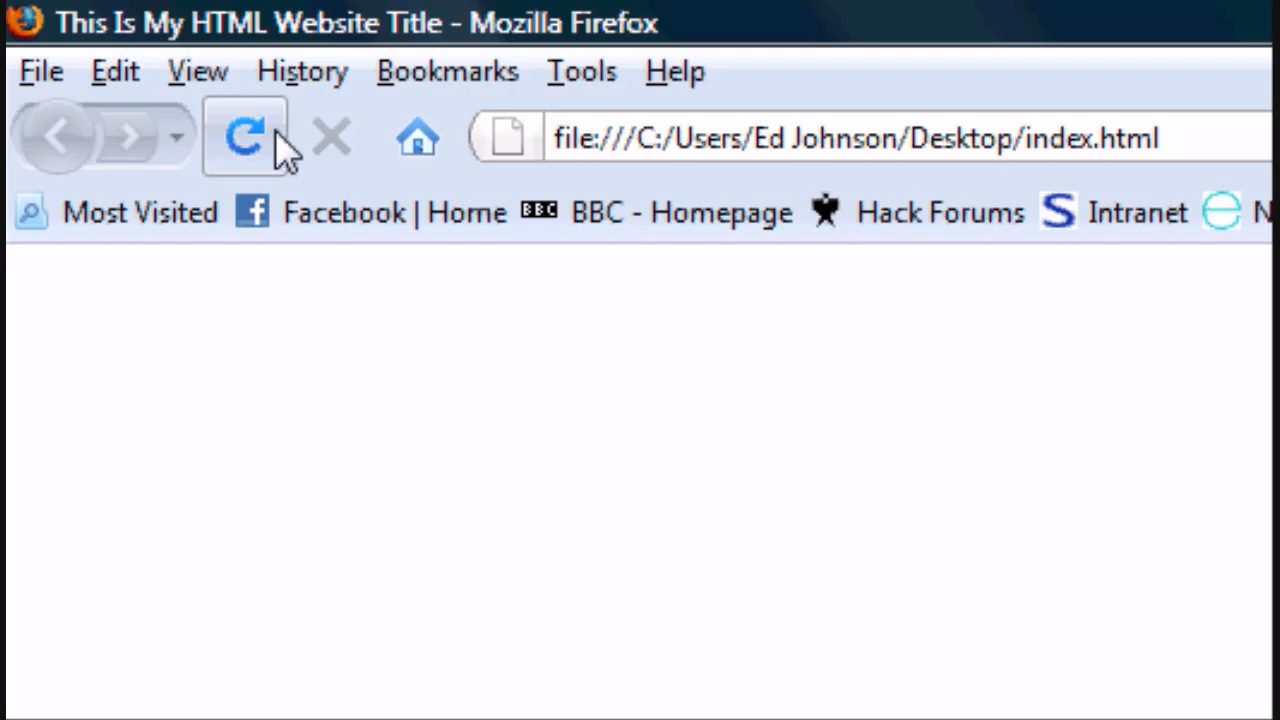 This Is My HTML Website Title - Mozilla Firefox
File Edit View History Bookmarks Tools Help
file:///C:/Users/Ed Johnson/Desktop/index.html
Most Visited f Facebook | Home BBC BBC - Homepage Hack Forums S Intranet N